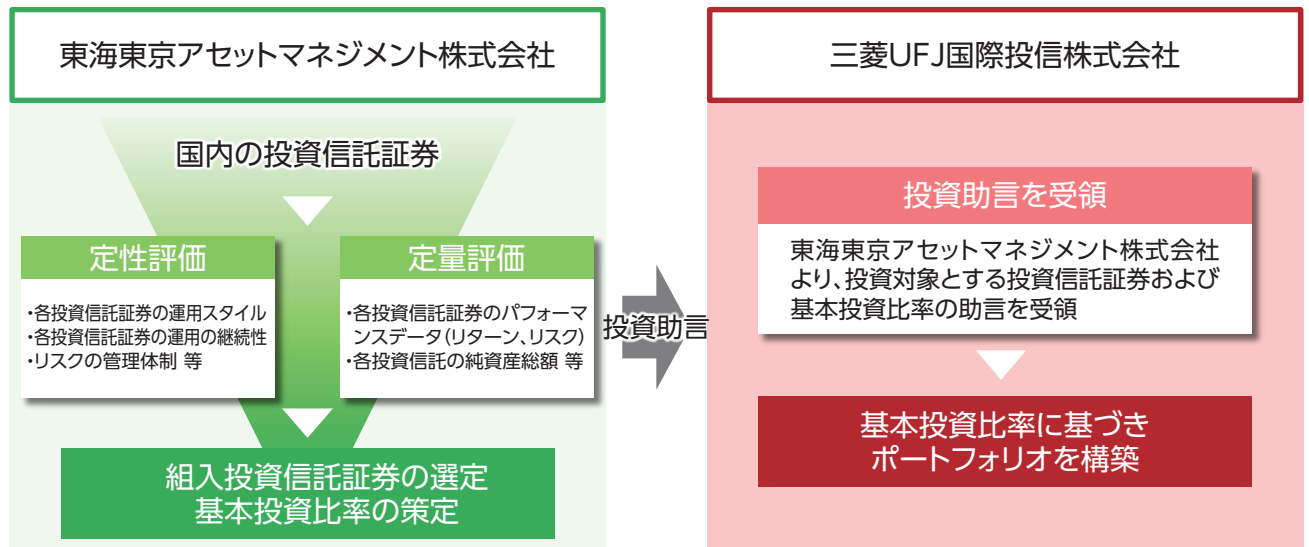 東海東京アセットマネジメント株式会社
国内の投資信託証券
定性評価
・各投資信託証券の運用スタイル
・各投資信託証券の運用の継続性
・リスクの管理体制 等
定量評価
・各投資信託証券のパフォーマ
ンスデータ(リターン、リスク)
・各投資信託の純資産総額 等
組入投資信託証券の選定
基本投資比率の策定
投資助言
三菱UFJ国際投信株式会社
投資助言を受領
東海東京アセットマネジメント株式会社
より、投資対象とする投資信託証券および
基本投資比率の助言を受領
基本投資比率に基づき
ポートフォリオを構築